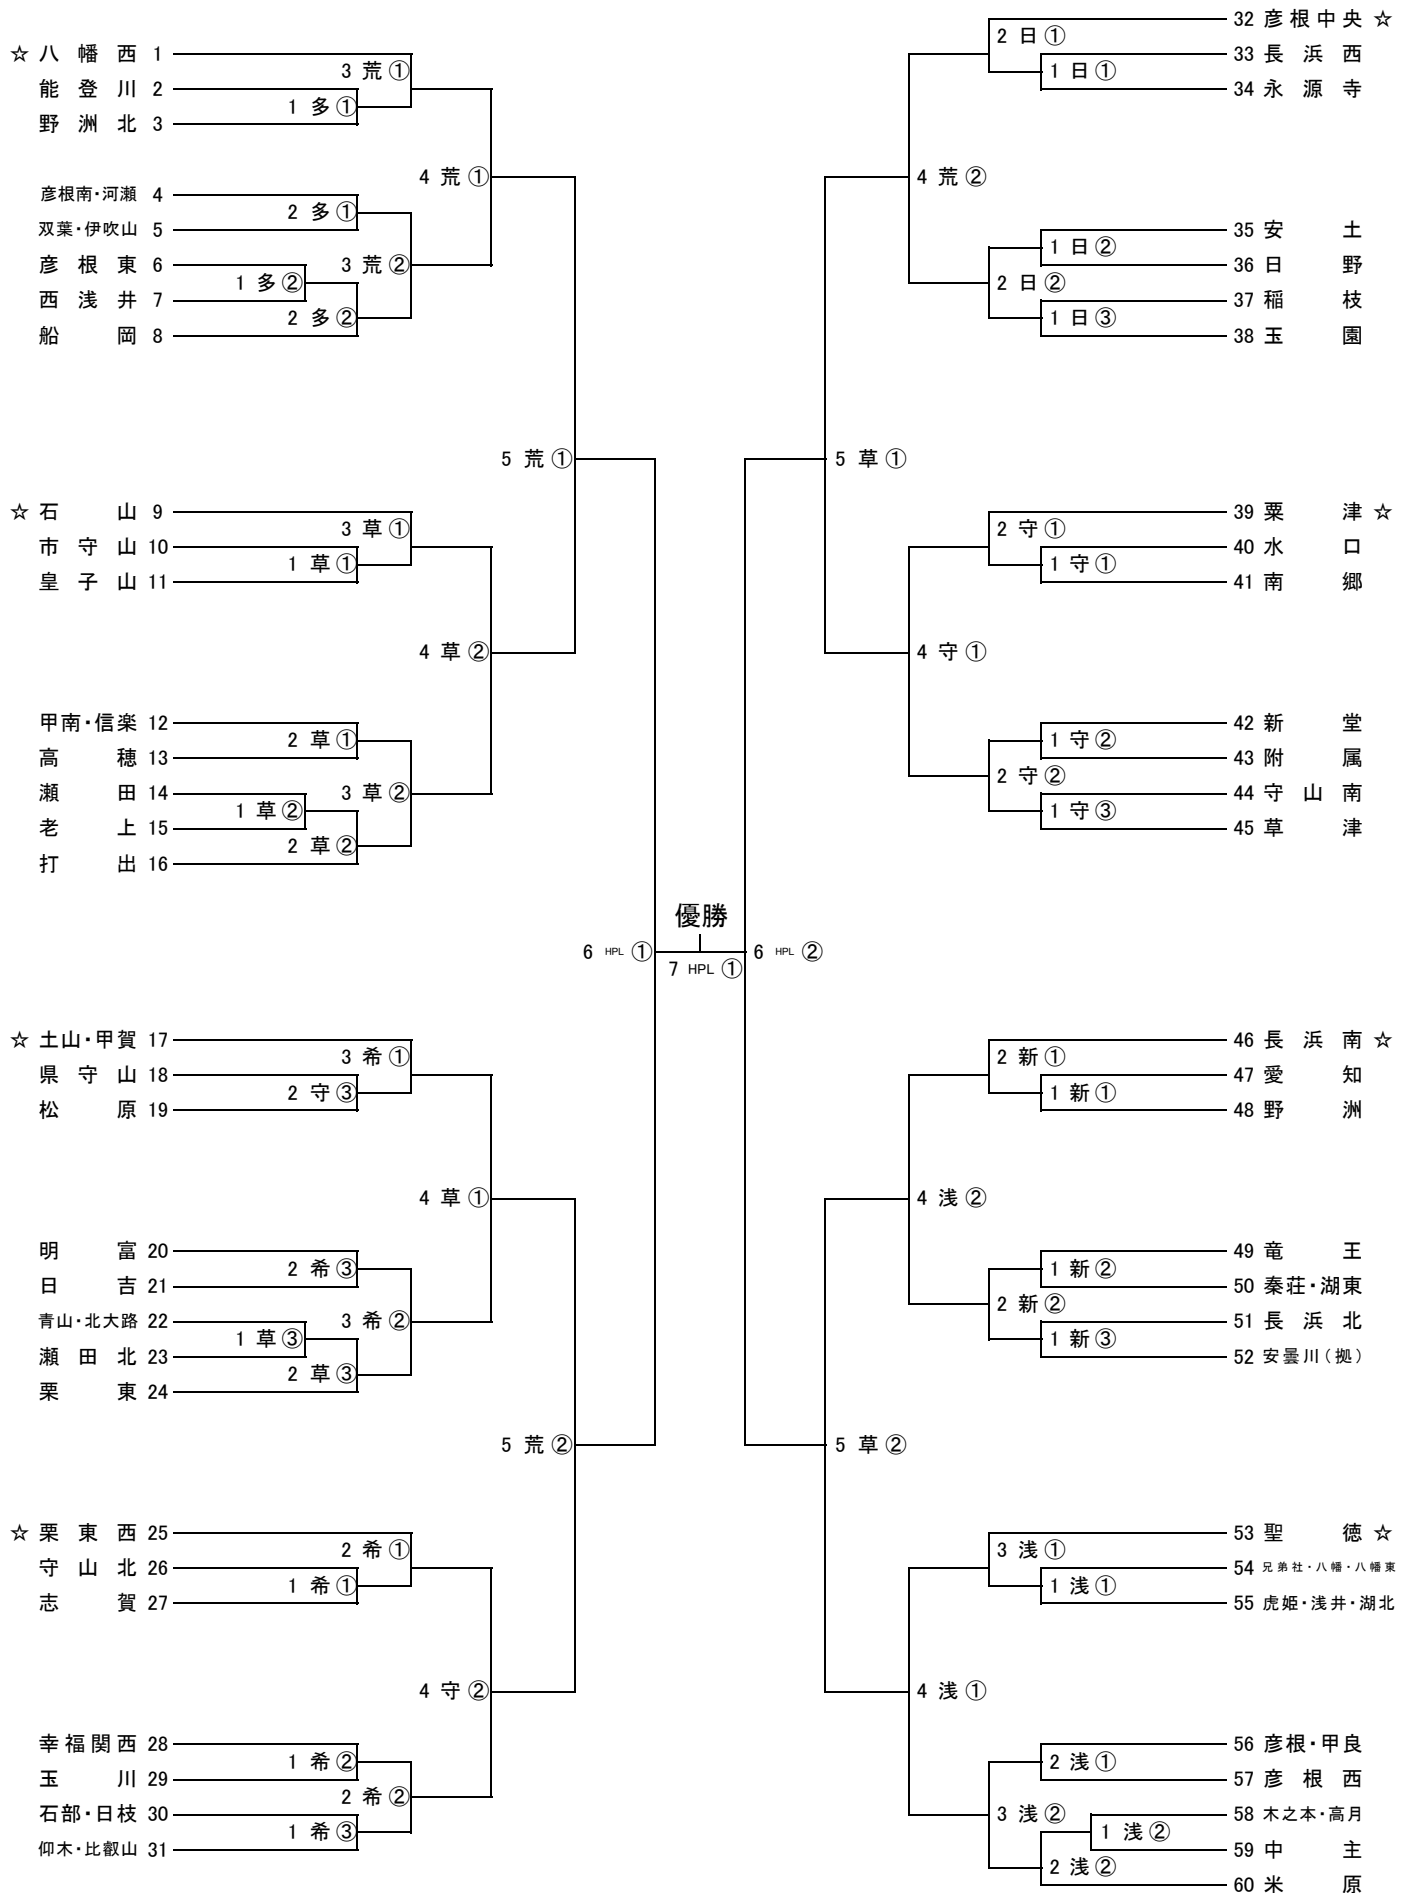 ☆ 八幡西 1
3 荒 ①
能登川 2
1 多 ①
野洲北 3
4 荒 ①
彦根南・河瀬 4
2 多 ①
双葉・伊吹山 5
彦根東 6
3 荒 ②
1 多 ②
西浅井 7
2 多 ②
船岡 8
5 荒 ①
☆ 石山 9
3 草 ①
市守山 10
1 草 ①
皇子山 11
4 草 ②
甲南・信楽 12
2 草 ①
高穂 13
瀬田 14
3 草 ②
1 草 ②
老上 15
2 草 ②
打出 16
6 HPL ①
☆ 土山・甲賀 17
3 希 ①
県守山 18
2 守 ③
松原 19
4 草 ①
明富 20
2 希 ③
日吉 21
青山・北大路 22
3 希 ②
1 草 ③
瀬田北 23
2 草 ③
栗東 24
5 荒 ②
☆ 栗東西 25
2 希 ①
守山北 26
1 希 ①
志賀 27
4 守 ②
幸福関西 28
1 希 ②
玉川 29
2 希 ②
石部・日枝 30
1 希 ③
仰木・比叡山 31
優勝
7 HPL ①
32 彦根中央 ☆
2 日 ①
33 長浜西
1 日 ①
34 永源寺
4 荒 ②
35 安土
1 日 ②
36 日野
2 日 ②
37 稲枝
1 日 ③
38 玉園
5 草 ①
39 粟津 ☆
2 守 ①
40 水口
1 守 ①
41 南郷
4 守 ①
42 新堂
1 守 ②
43 附属
2 守 ②
44 守山南
1 守 ③
45 草津
6 HPL ②
46 長浜南 ☆
2 新 ①
47 愛知
1 新 ①
48 野洲
4 浅 ②
49 竜王
1 新 ②
50 秦荘・湖東
2 新 ②
51 長浜北
1 新 ③
52 安曇川（拠）
5 草 ②
53 聖徳 ☆
3 浅 ①
54 兄弟社・八幡・八幡東
1 浅 ①
55 虎姫・浅井・湖北
4 浅 ①
56 彦根・甲良
2 浅 ①
57 彦根西
3 浅 ②
58 木之本・高月
1 浅 ②
59 中主
2 浅 ②
60 米原